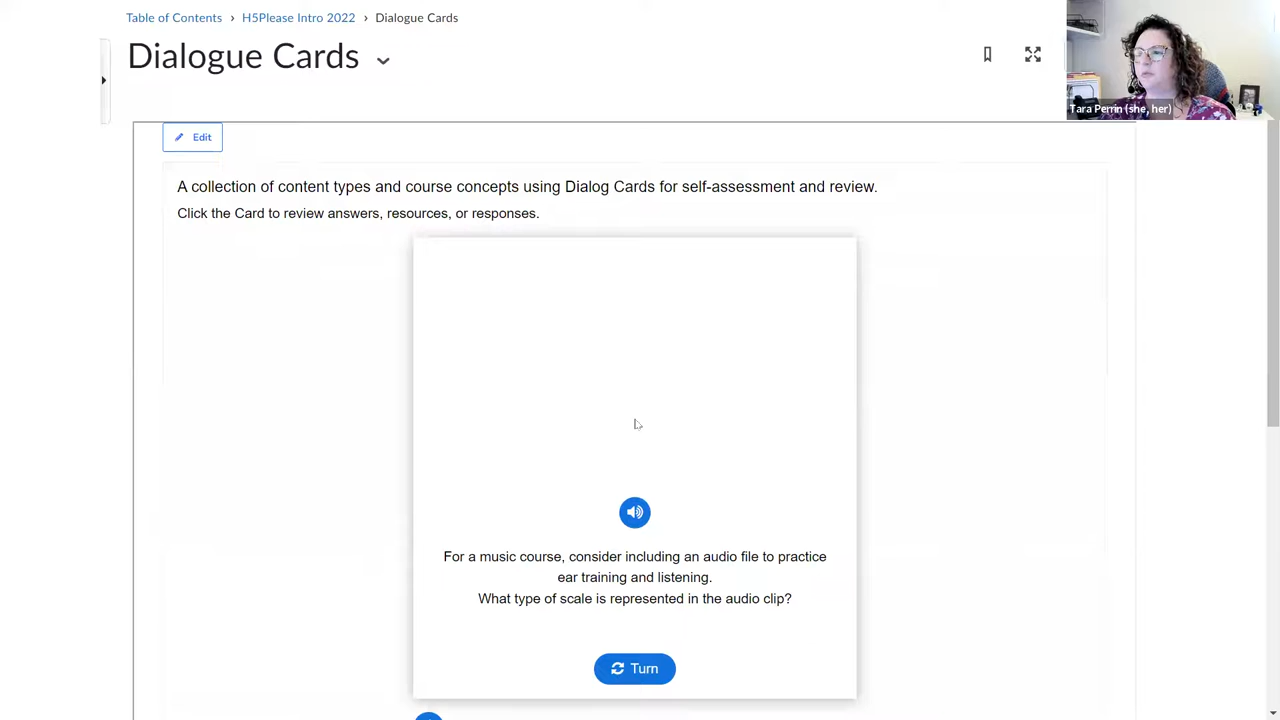 Table of Contents › H5Please Intro 2022 › Dialogue Cards
Dialogue Cards
Tara Perrin (she, her)
Edit
A collection of content types and course concepts using Dialog Cards for self-assessment and review.
Click the Card to review answers, resources, or responses.
For a music course, consider including an audio file to practice
ear training and listening.
What type of scale is represented in the audio clip?
Turn